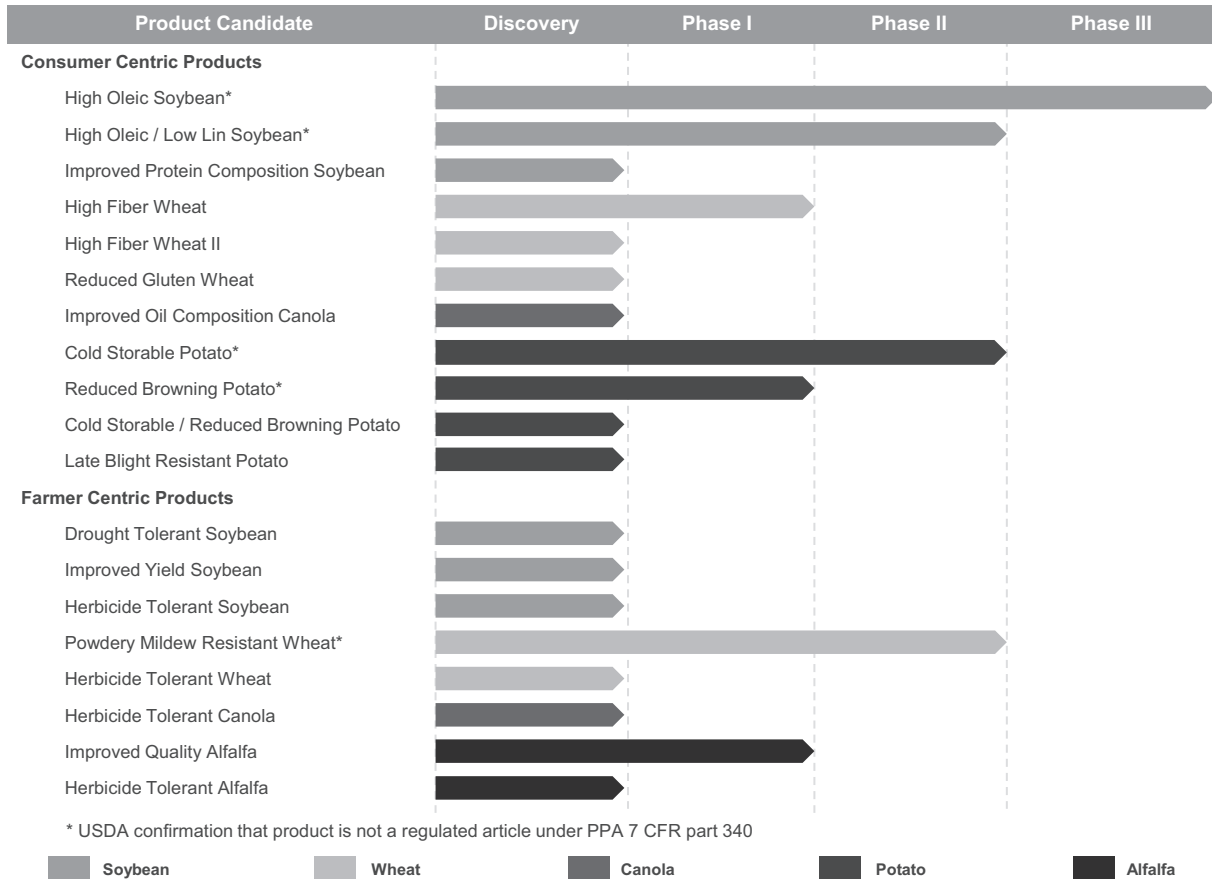 Product Candidate Discovery Phase I Phase II Phase III
Consumer Centric Products
High Oleic Soybean*
High Oleic / Low Lin Soybean*
Improved Protein Composition Soybean
High Fiber Wheat
High Fiber Wheat II
Reduced Gluten Wheat
Improved Oil Composition Canola
Cold Storable Potato*
Reduced Browning Potato*
Cold Storable / Reduced Browning Potato
Late Blight Resistant Potato
Farmer Centric Products
Drought Tolerant Soybean
Improved Yield Soybean
Herbicide Tolerant Soybean
Powdery Mildew Resistant Wheat*
Herbicide Tolerant Wheat
Herbicide Tolerant Canola
Improved Quality Alfalfa
Herbicide Tolerant Alfalfa
* USDA confirmation that product is not a regulated article under PPA 7 CFR part 340
Soybean Wheat Canola Potato Alfalfa